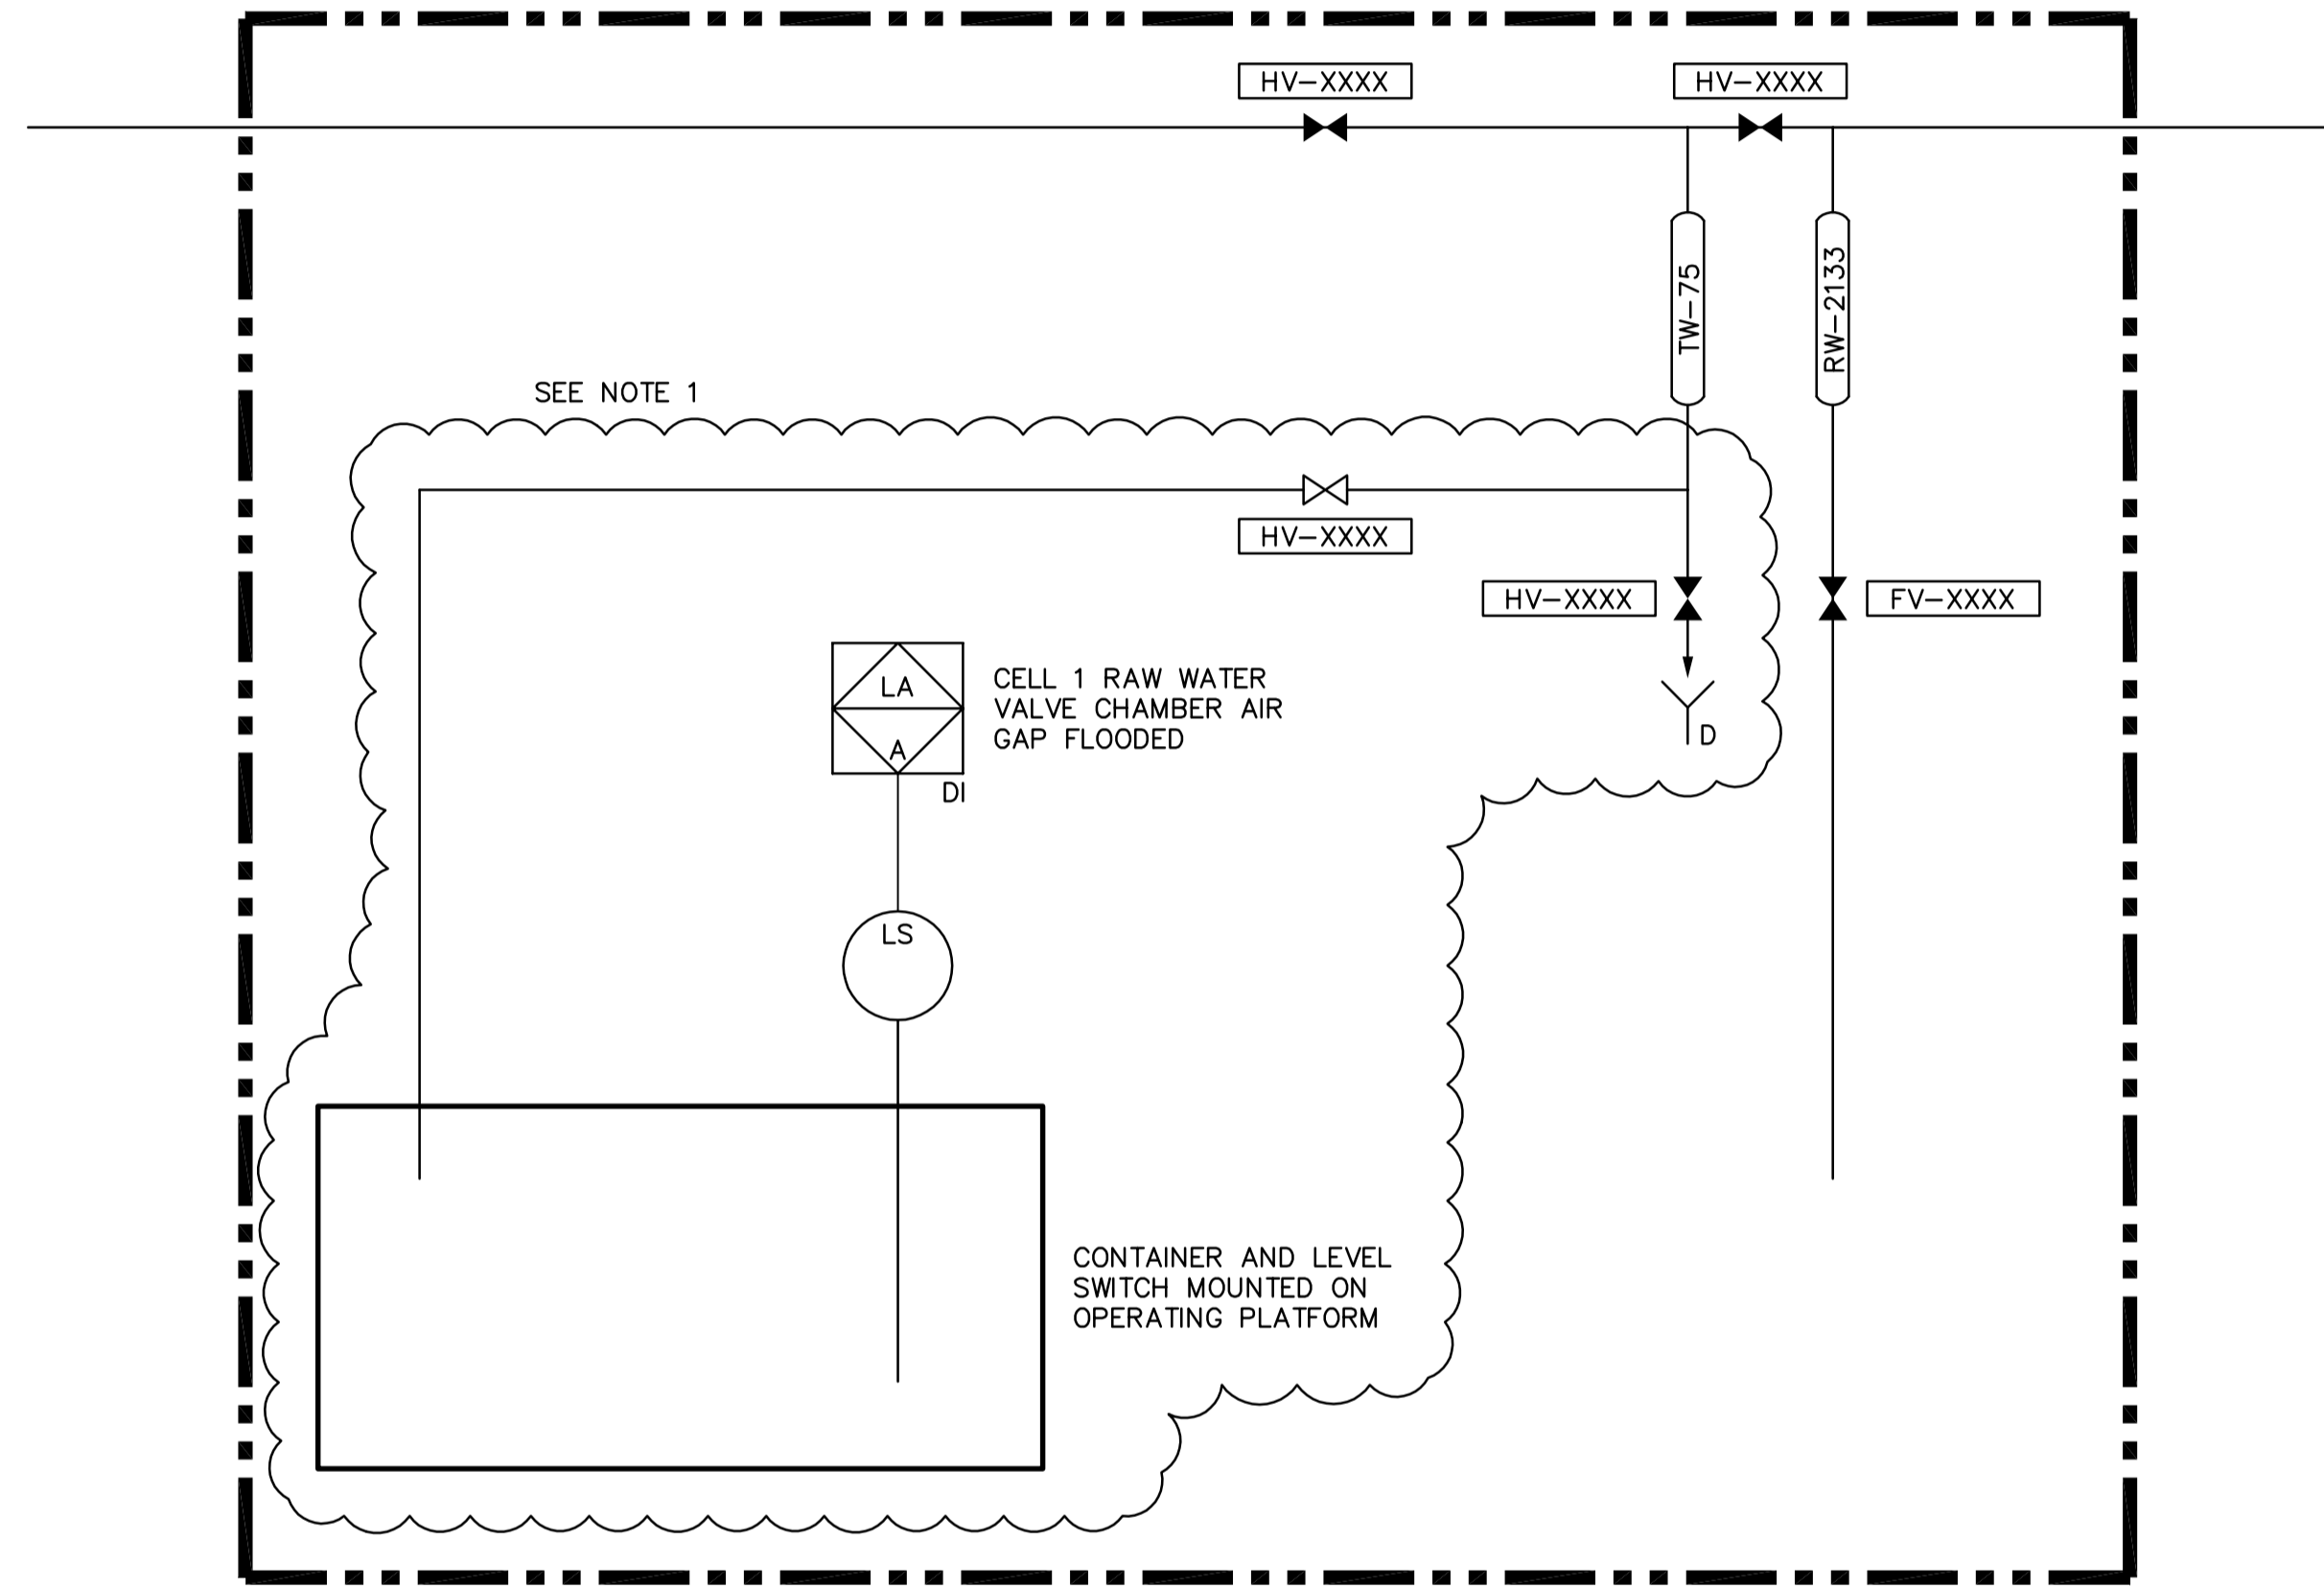 HV-XXXX
HV-XXXX
TW-75
RW-2133
SEE NOTE 1
HV-XXXX
HV-XXXX
FV-XXXX
LA
A
DI
CELL 1 RAW WATER
VALVE CHAMBER AIR
GAP FLOODED
D
LS
CONTAINER AND LEVEL
SWITCH MOUNTED ON
OPERATING PLATFORM